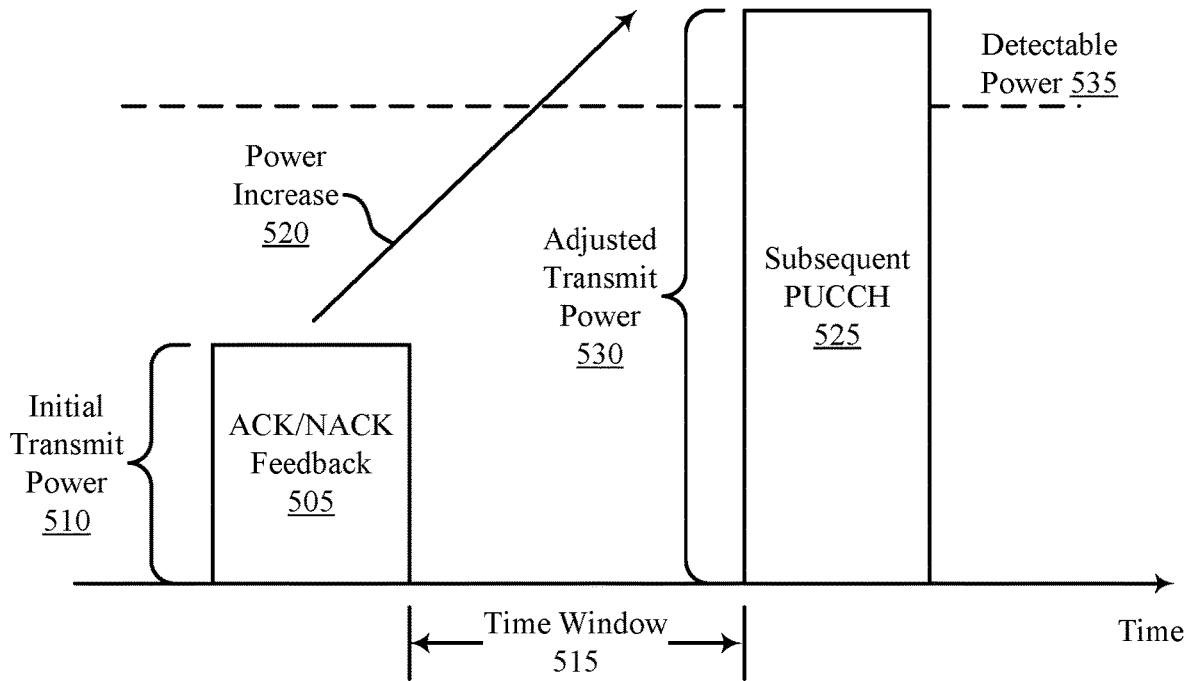 Detectable
Power 535
Power
Increase
520
Adjusted
Transmit
Power
530
Subsequent
PUCCH
525
Initial
Transmit
Power
510
ACK/NACK
Feedback
505
Time Window
515
Time